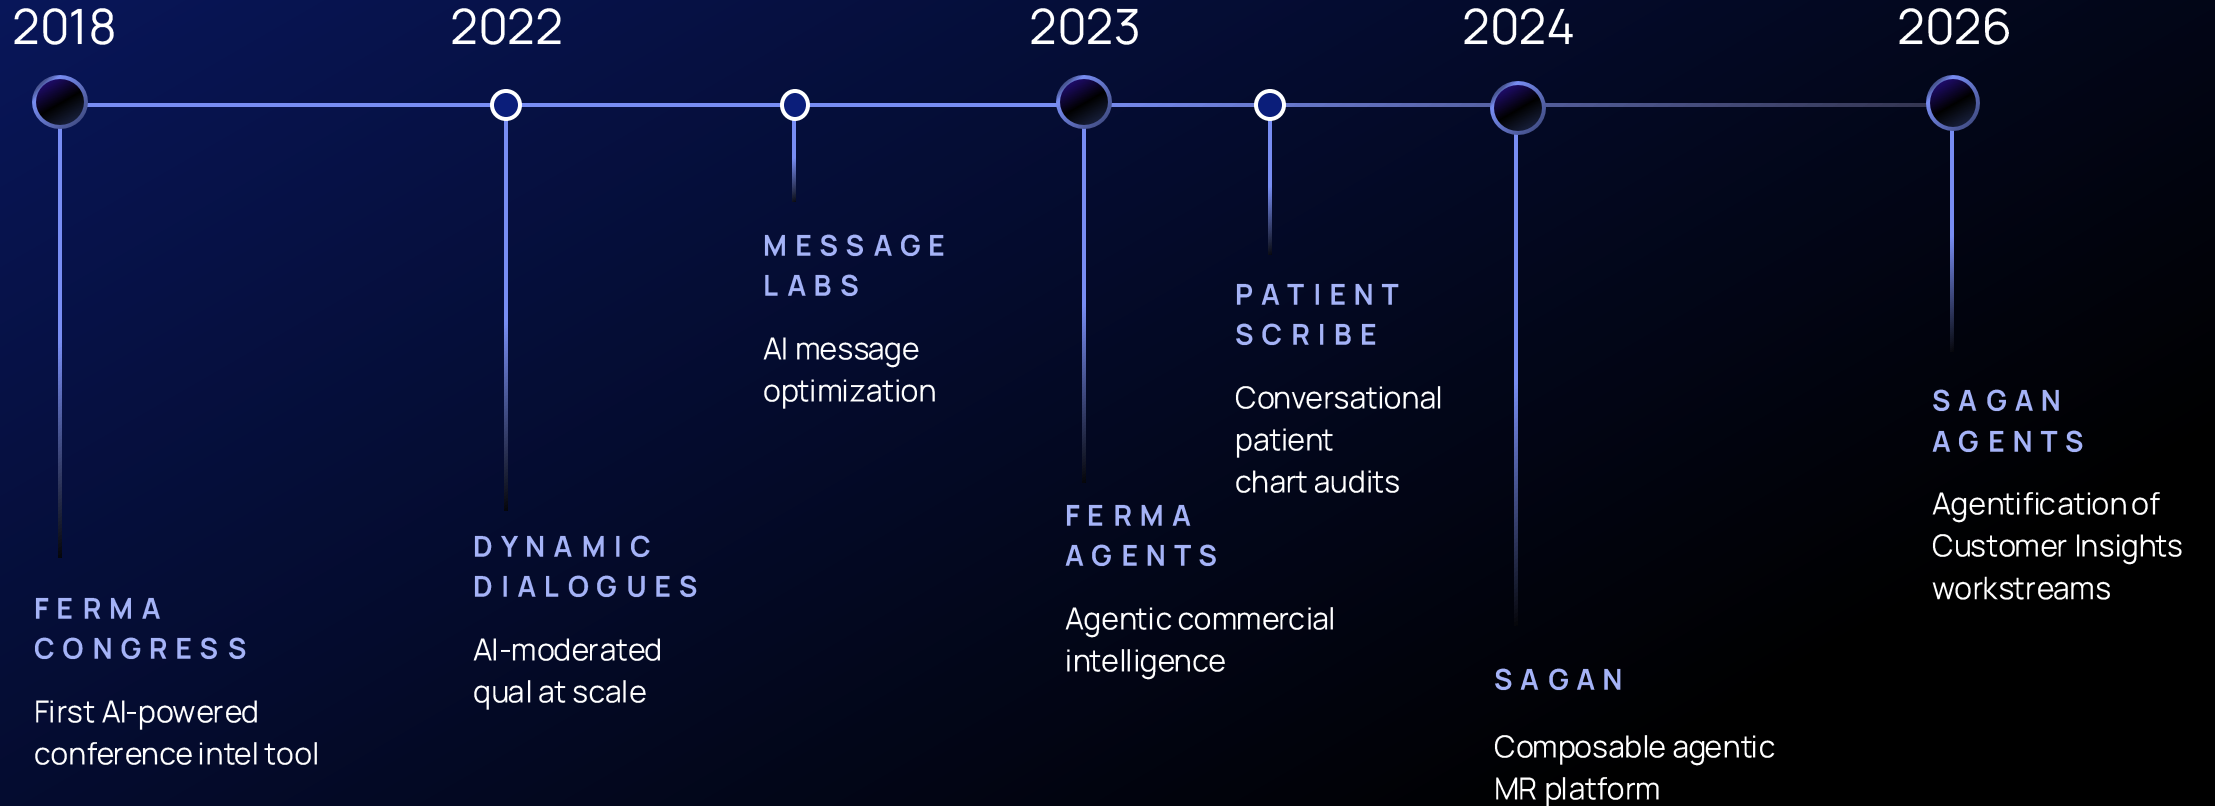 2018
2022
2023
2024
2026
FERMA
CONGRESS
First AI-powered
conference intel tool
DYNAMIC
DIALOGUES
AI-moderated
qual at scale
MESSAGE
LABS
AI message
optimization
FERMA
AGENTS
Agentic commercial
intelligence
PATIENT
SCRIBE
Conversational
patient
chart audits
SAGAN
Composable agentic
MR platform
SAGAN
AGENTS
Agentification of
Customer Insights
workstreams